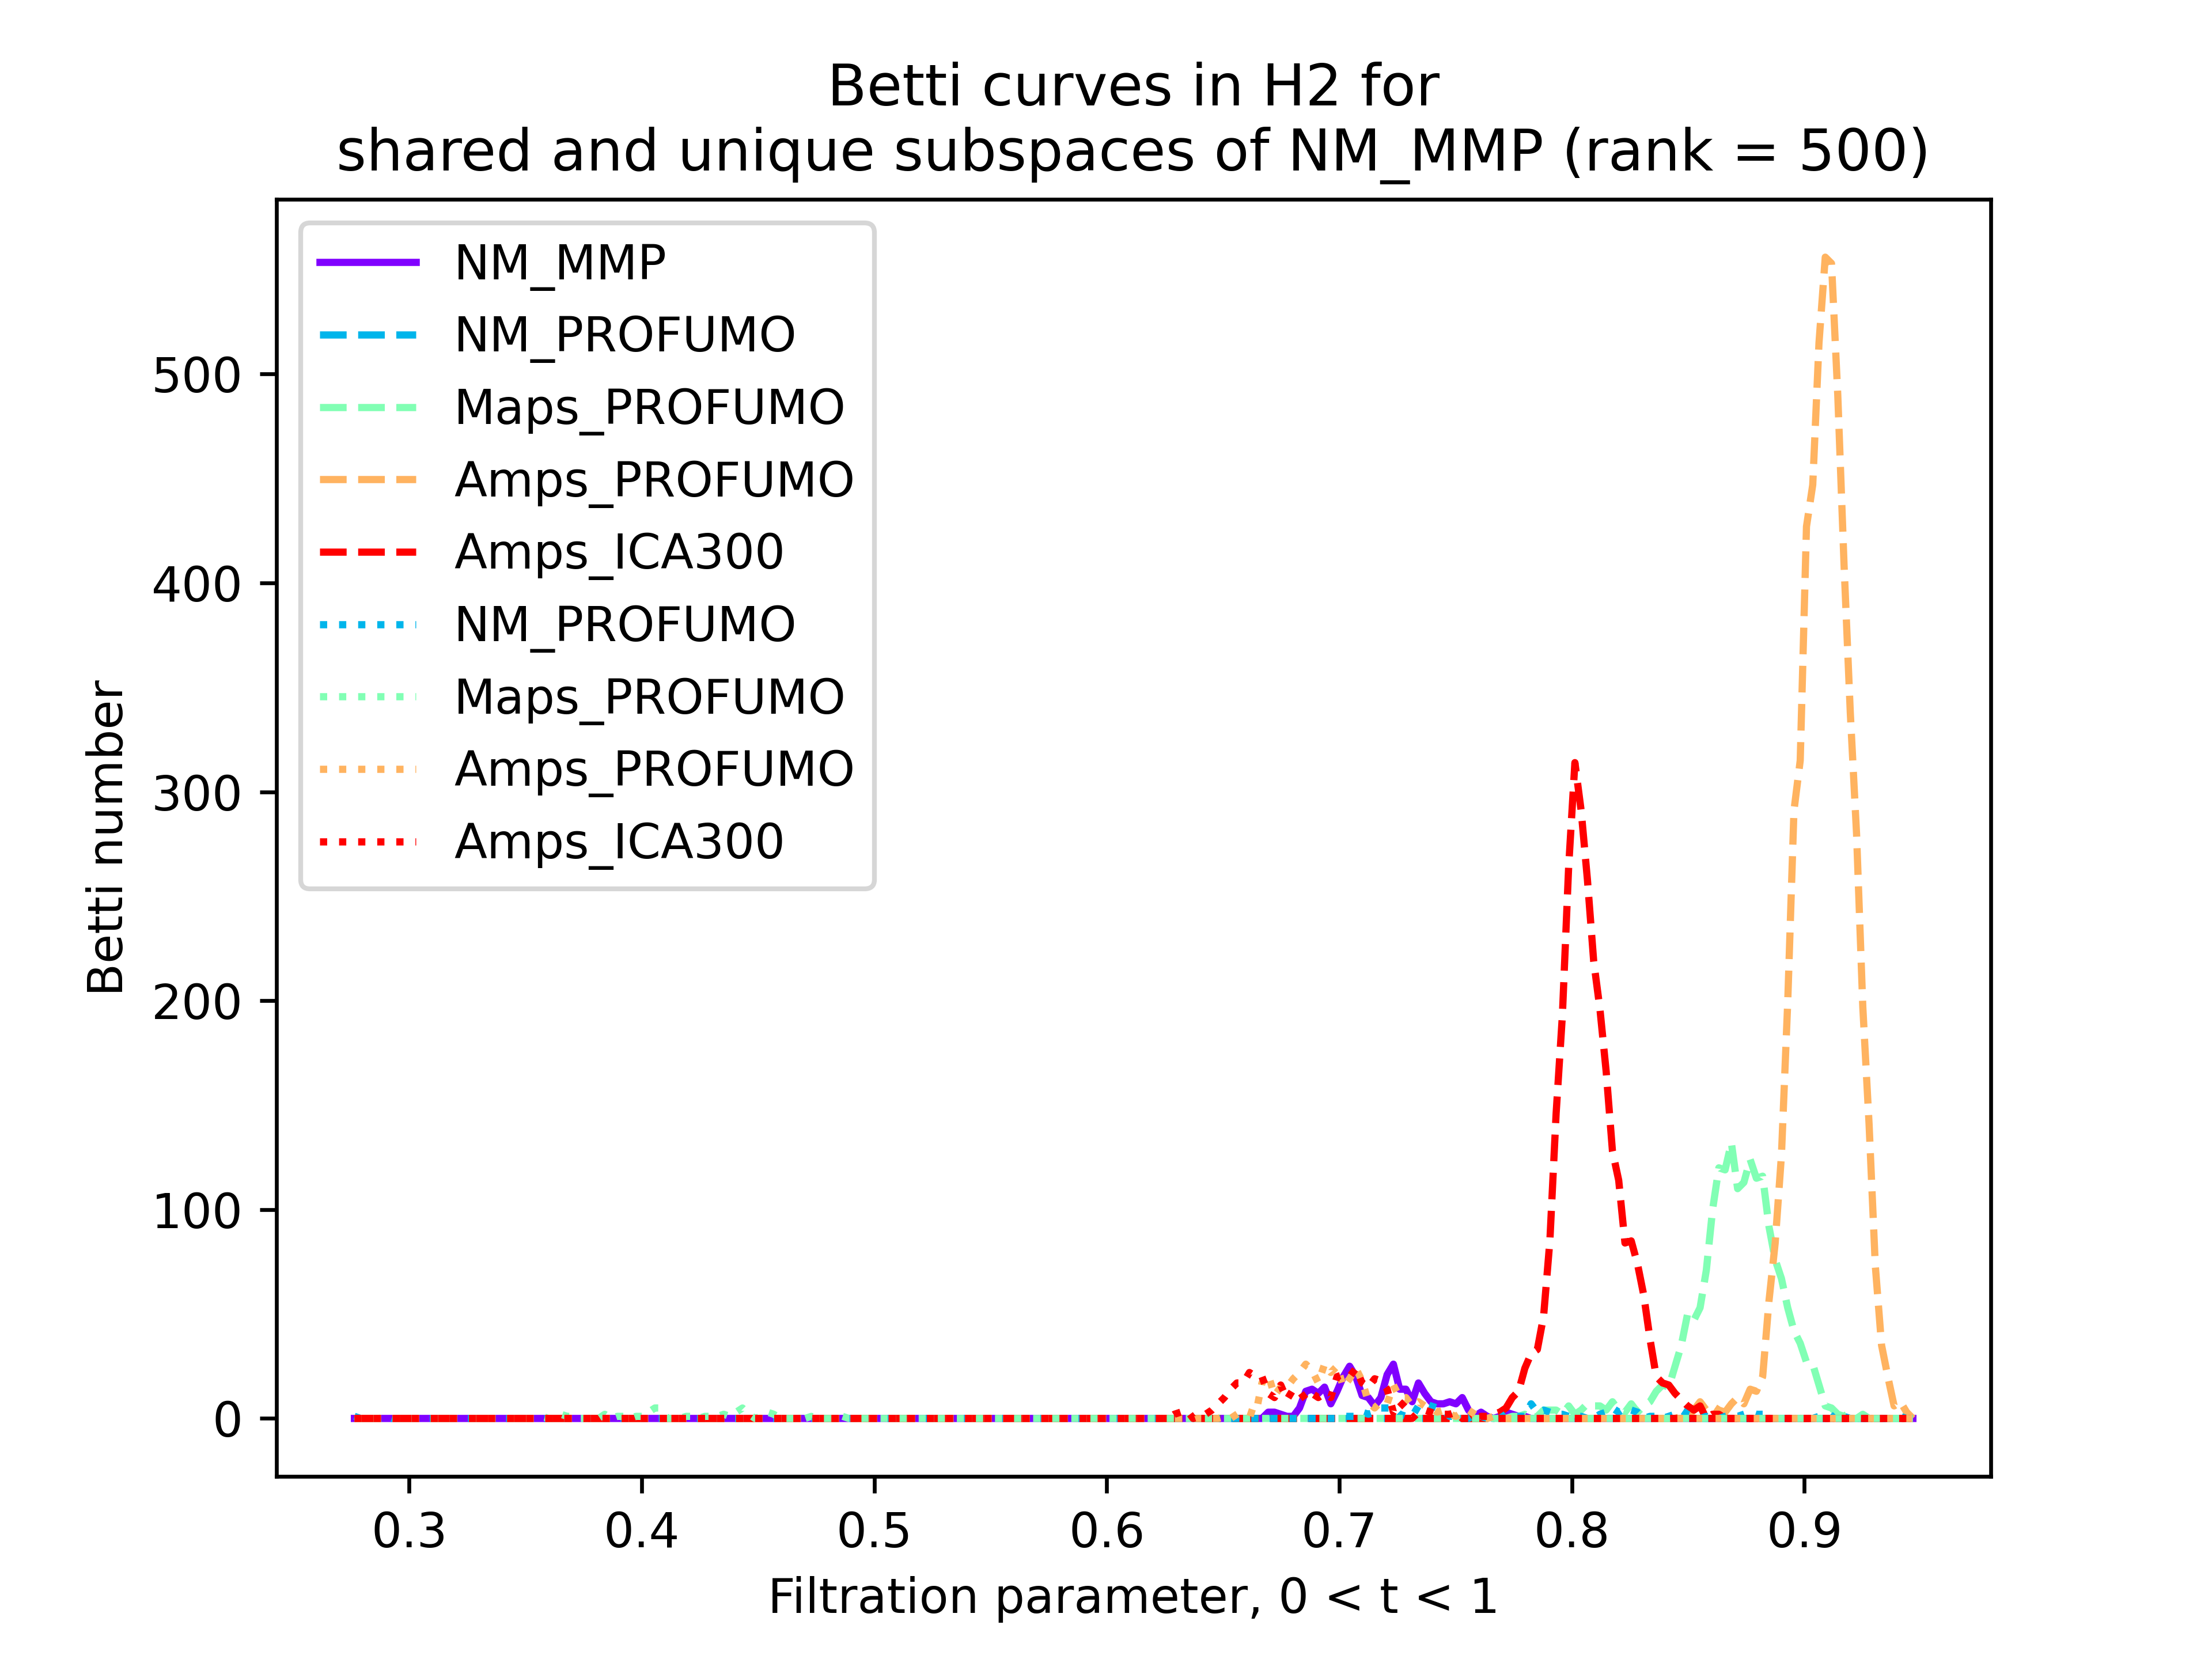 Betti curves in H2 for
shared and unique subspaces of NM_MMP (rank = 500)
NM_MMP
NM_PROFUMO
Maps_PROFUMO
Amps_PROFUMO
Amps_ICA300
NM_PROFUMO
Maps_PROFUMO
Amps_PROFUMO
Amps_ICA300
Betti number
500
400
300
200
100
0
0.3 0.4 0.5 0.6 0.7 0.8 0.9
Filtration parameter, 0 < t < 1